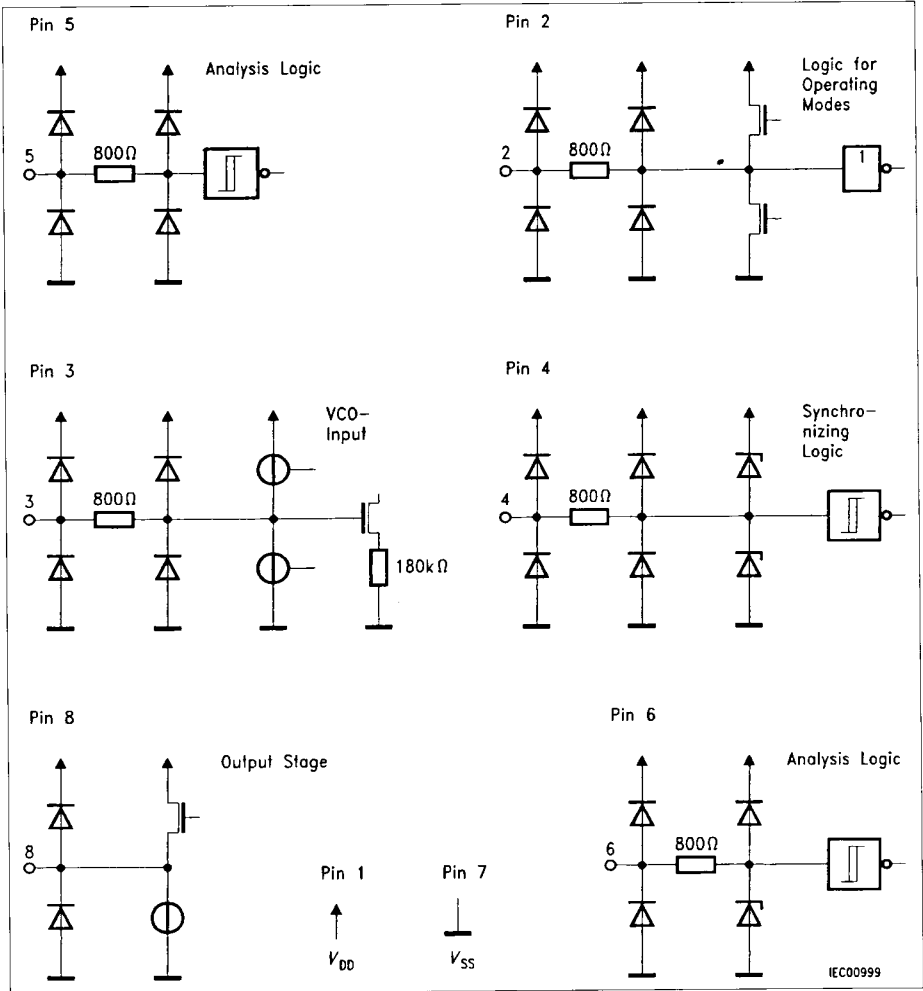 Pin 5
Analysis Logic
5
800Ω
Pin 2
Logic for
Operating
Modes
2
800Ω
1
Pin 3
VCO-
Input
3
800Ω
180kΩ
Pin 4
Synchro-
nizing
Logic
4
800Ω
Pin 8
Output Stage
8
Pin 1
VDD
Pin 7
VSS
Pin 6
Analysis Logic
6
800Ω
IEC00999